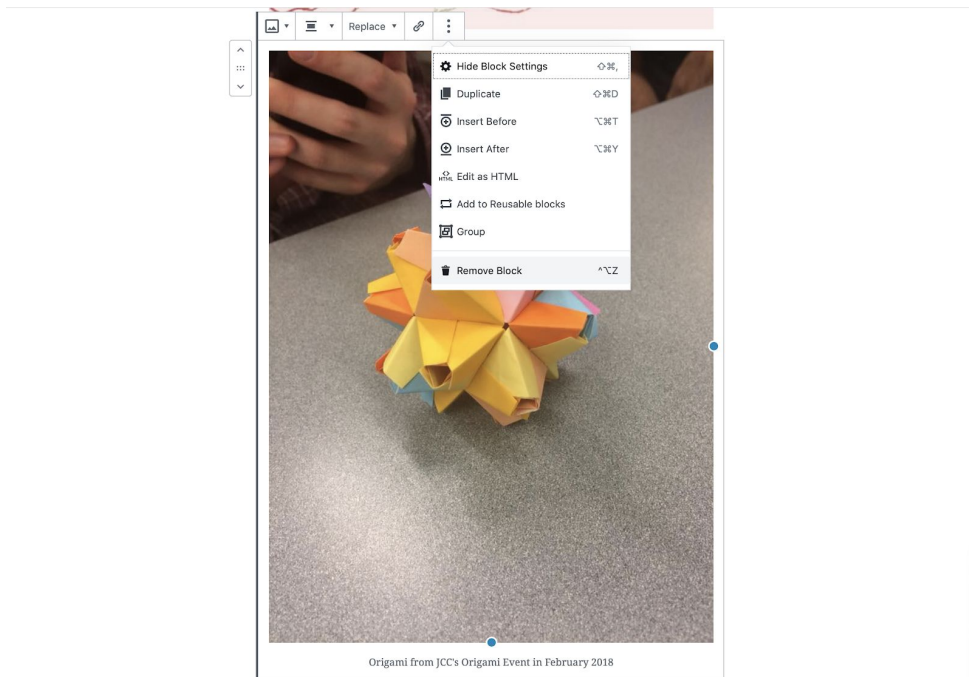 Replace
Hide Block Settings ⇧⌘,
Duplicate ⇧⌘D
Insert Before ⌥⌘T
Insert After ⌥⌘Y
HTML Edit as HTML
Add to Reusable blocks
Group
Remove Block ^⌥Z
Origami from JCC's Origami Event in February 2018